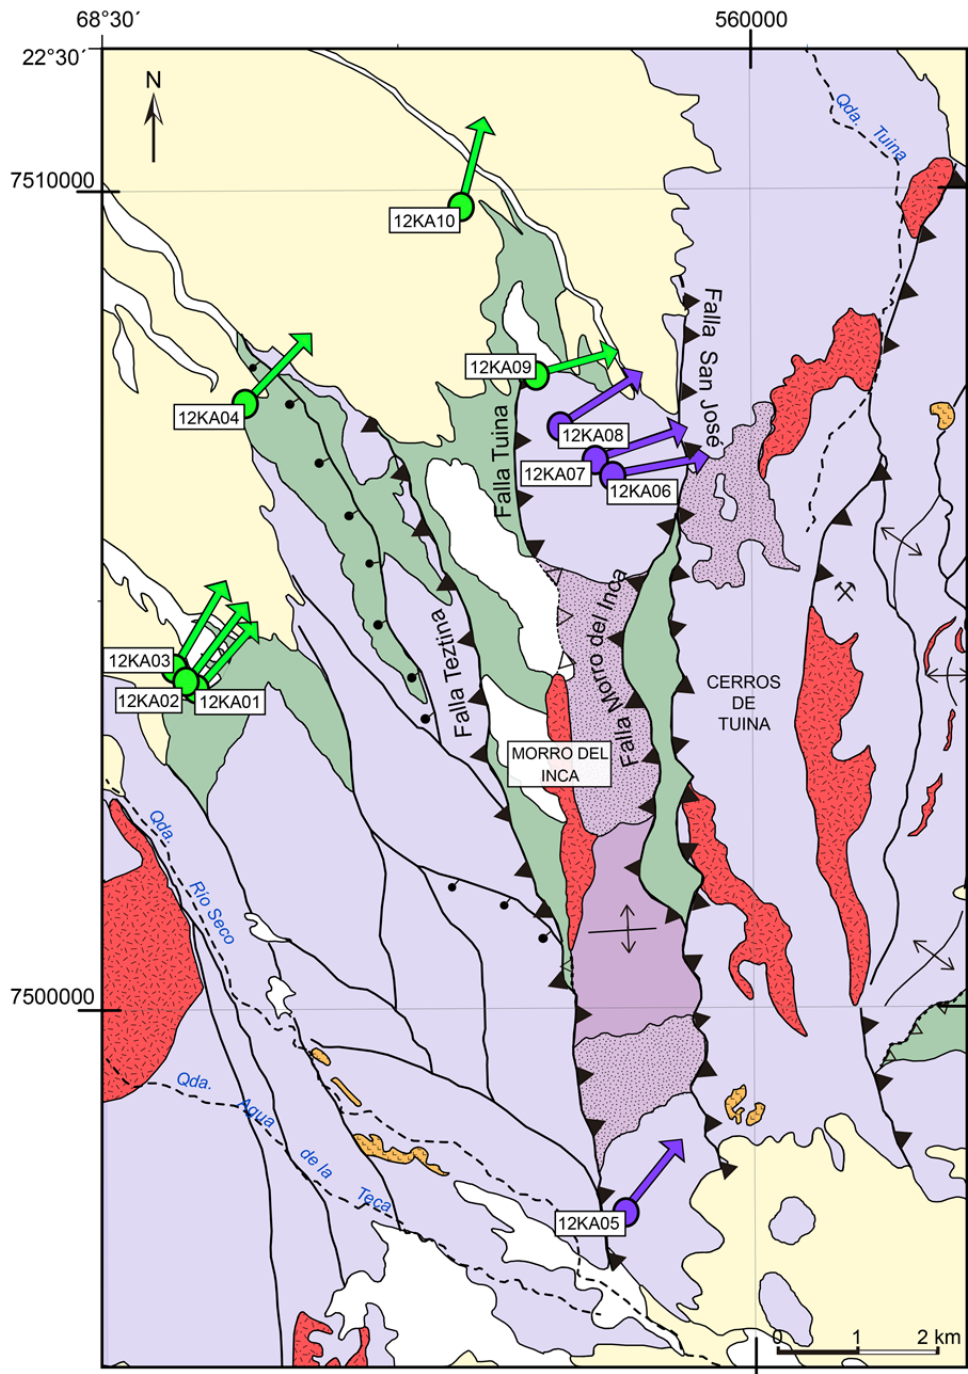 68°30´
560000
22°30´
N
Qda. Tuina
7510000
12KA10
Falla San José
12KA09
12KA04
Falla Tuina
12KA08
12KA07
12KA06
Falla Morro del Inca
Falla Teztina
12KA03
12KA02
12KA01
CERROS
DE
TUINA
MORRO DEL
INCA
Qda.
Río Seco
7500000
Qda.
Agua
de la
Teca
12KA05
0 1 2 km